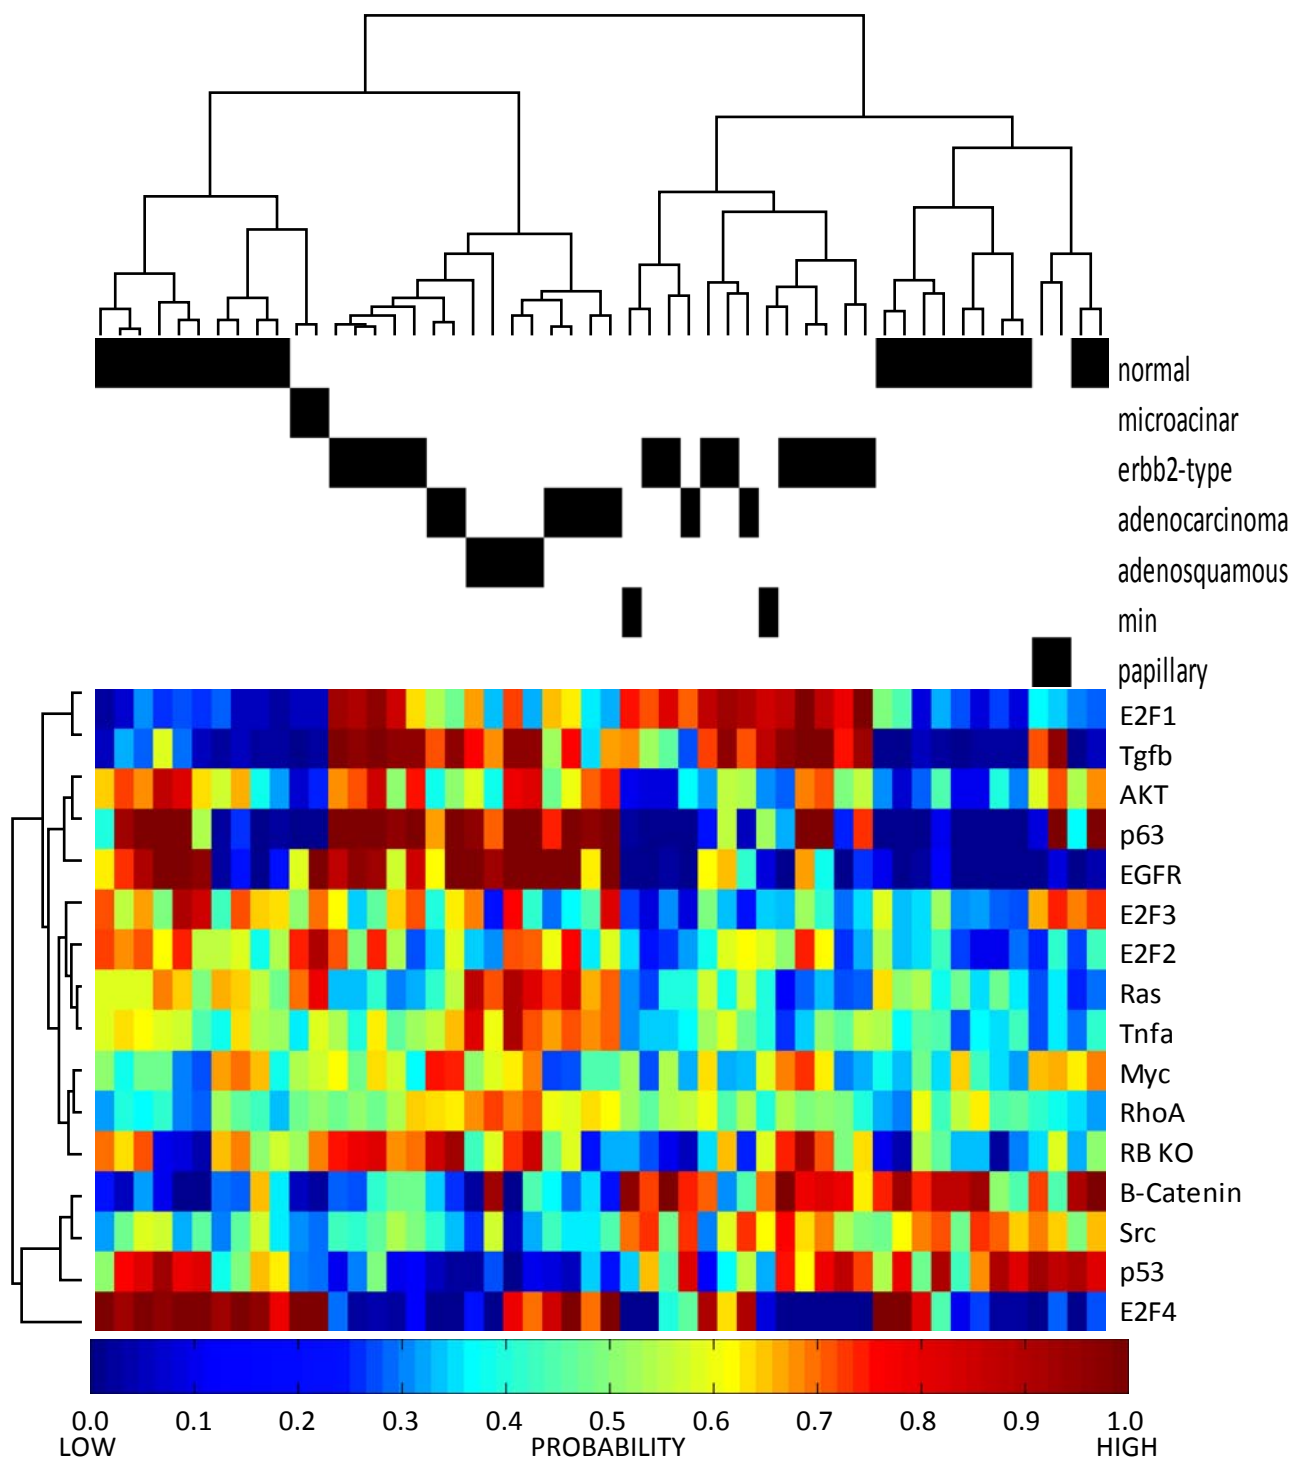 normal
microacinar
erbb2-type
adenocarcinoma
adenosquamous
min
papillary
E2F1
Tgfb
AKT
p63
EGFR
E2F3
E2F2
Ras
Tnfa
Myc
RhoA
RB KO
B-Catenin
Src
p53
E2F4
0.0 0.1 0.2 0.3 0.4 0.5 0.6 0.7 0.8 0.9 1.0
LOW PROBABILITY HIGH